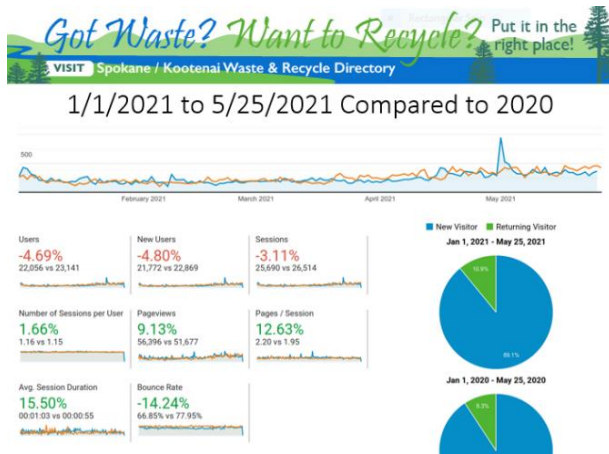 Got Waste? Want to Recycle?
Put it in the
right place!
VISIT Spokane / Kootenai Waste & Recycle Directory
1/1/2021 to 5/25/2021 Compared to 2020
500
February 2021 March 2021 April 2021 May 2021
New Visitor Returning Visitor
Users New Users Sessions
-4.69% -4.80% -3.11%
22,056 vs 23,141 21,772 vs 22,869 25,690 vs 26,514
Jan 1, 2021 - May 25, 2021
10.9%
89.1%
Number of Sessions per User Pageviews Pages / Session
1.66% 9.13% 12.63%
1.16 vs 1.15 56,396 vs 51,677 2.20 vs 1.95
Avg. Session Duration Bounce Rate
15.50% -14.24%
00:01:03 vs 00:00:55 66.85% vs 77.95%
Jan 1, 2020 - May 25, 2020
9.3%